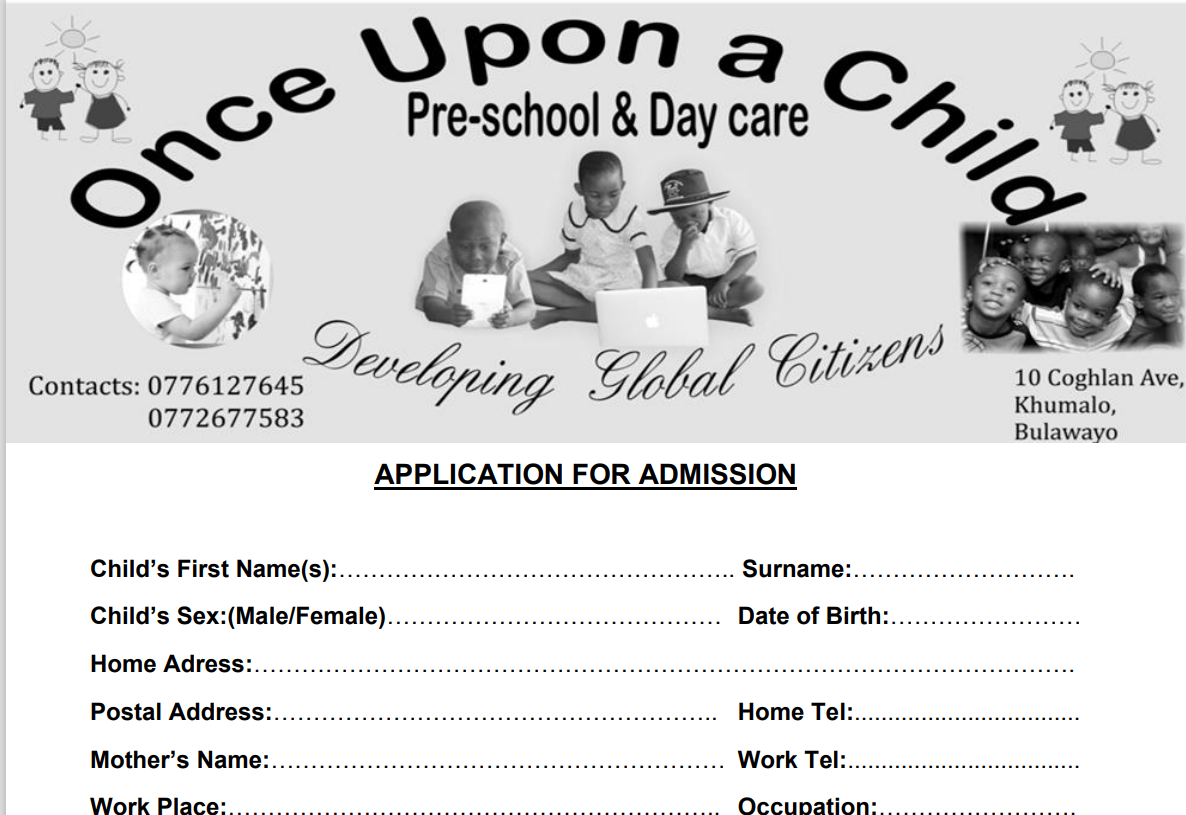 Once Upon a Child
Pre-school & Day care
Developing Global Citizens
Contacts: 0776127645
0772677583
10 Coghlan Ave,
Khumalo,
Bulawayo
APPLICATION FOR ADMISSION
Child’s First Name(s):………………………………………….. Surname:……………………….
Child’s Sex:(Male/Female)…………………………………… Date of Birth:……………………
Home Adress:………………………………………………………………………………………….
Postal Address:……………………………………………….. Home Tel:.....................................
Mother’s Name:………………………………………………… Work Tel:......................................
Work Place:…………………………………………………….. Occupation:…………………….